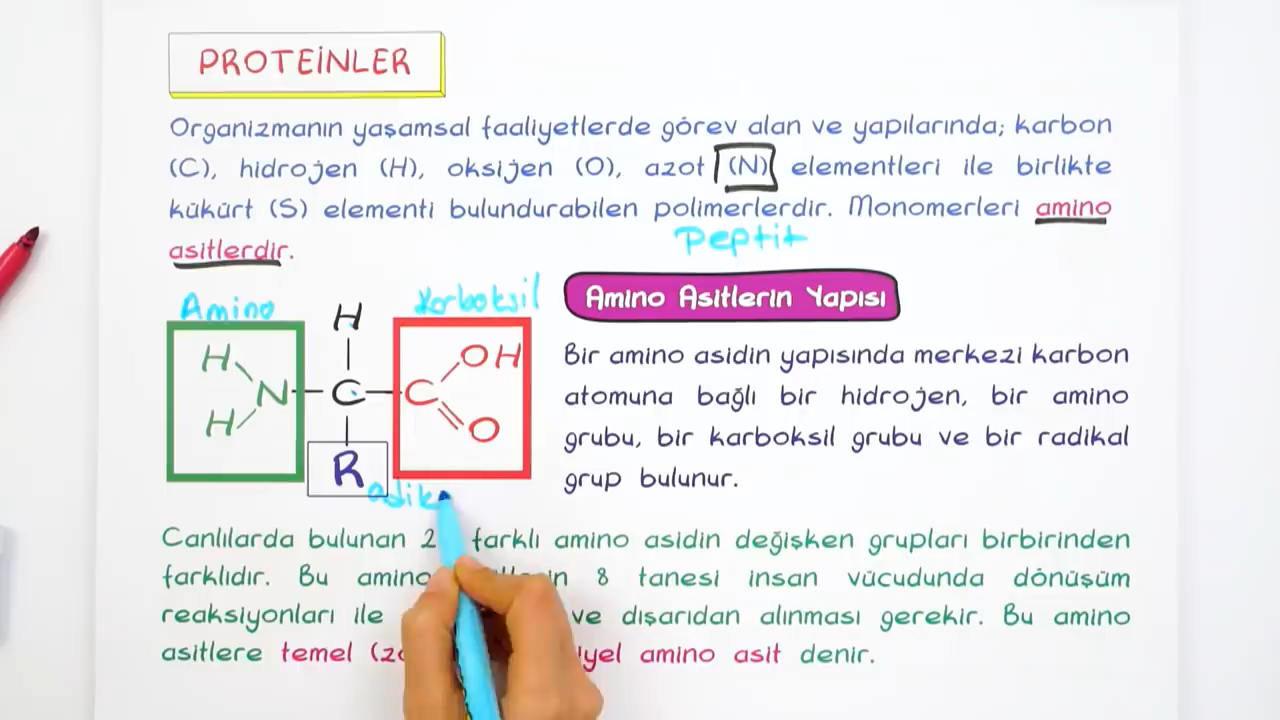 PROTEİNLER
Organizmanın yaşamsal faaliyetlerde görev alan ve yapılarında; karbon
(C), hidrojen (H), oksijen (O), azot (N) elementleri ile birlikte
kükürt (S) elementi bulundurabilen polimerlerdir. Monomerleri amino
asitlerdir.
Peptit
Amino
Karboksil
H
H
N
H
C
C
OH
O
R
Amino Asitlerin Yapısı
Bir amino asidin yapısında merkezi karbon
atomuna bağlı bir hidrojen, bir amino
grubu, bir karboksil grubu ve bir radikal
grup bulunur.
Canlılarda bulunan farklı amino asidin değişken grupları birbirinden
farklıdır. Bu amino 8 tanesi insan vücudunda dönüşüm
reaksiyonları ile ve dışarıdan alınması gerekir. Bu amino
asitlere temel amino asit denir.